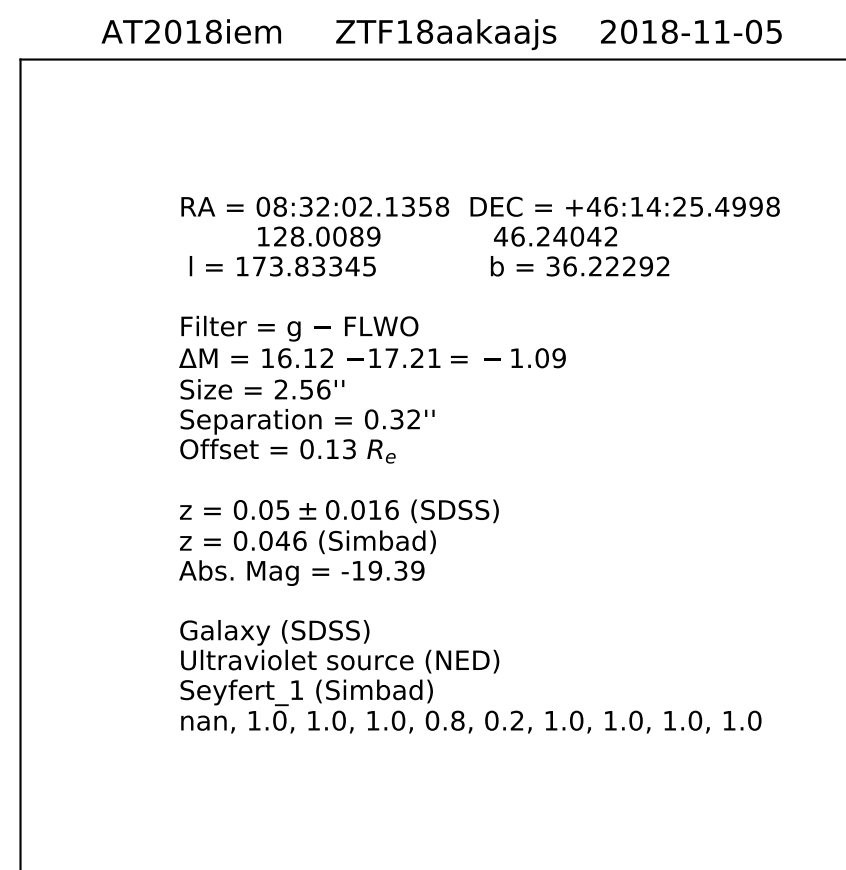 AT2018iem ZTF18aakaajs 2018-11-05
RA = 08:32:02.1358 DEC = +46:14:25.4998
128.0089 46.24042
l = 173.83345 b = 36.22292
Filter = g − FLWO
ΔM = 16.12 −17.21 = − 1.09
Size = 2.56''
Separation = 0.32''
Offset = 0.13 Rₑ
z = 0.05 ± 0.016 (SDSS)
z = 0.046 (Simbad)
Abs. Mag = -19.39
Galaxy (SDSS)
Ultraviolet source (NED)
Seyfert_1 (Simbad)
nan, 1.0, 1.0, 1.0, 0.8, 0.2, 1.0, 1.0, 1.0, 1.0